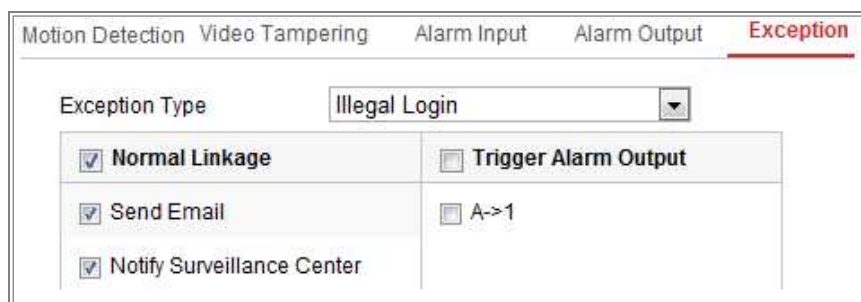 Motion Detection Video Tampering Alarm Input Alarm Output Exception
Exception Type Illegal Login
Normal Linkage Trigger Alarm Output
Send Email A->1
Notify Surveillance Center